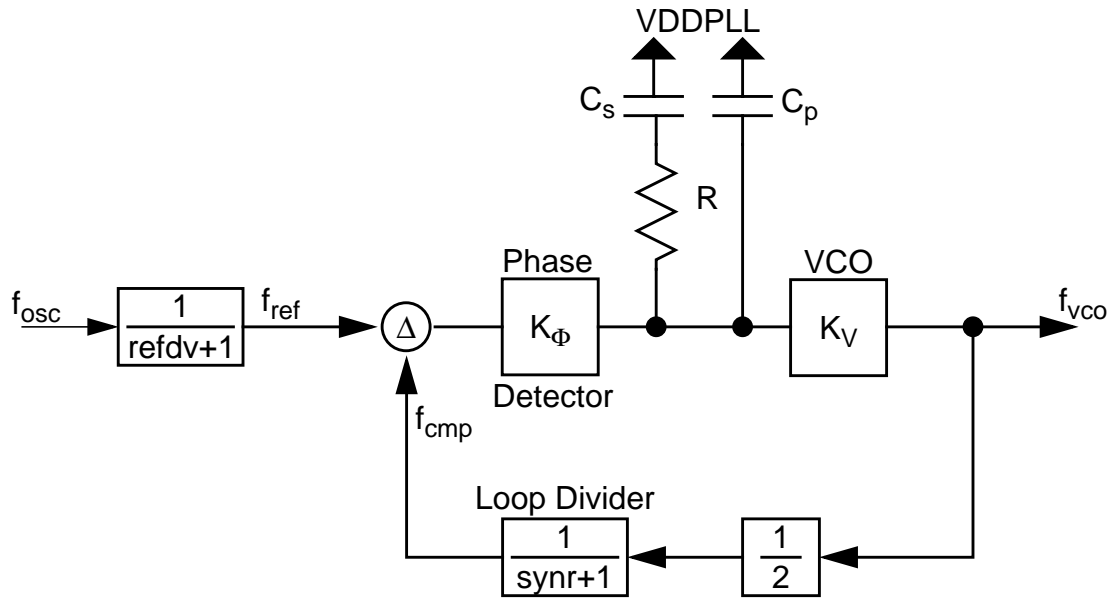 VDDPLL
Cs
Cp
R
Phase
VCO
fosc
1
refdv+1
fref
Δ
KΦ
KV
fvco
Detector
fcmp
Loop Divider
1
synr+1
1
2